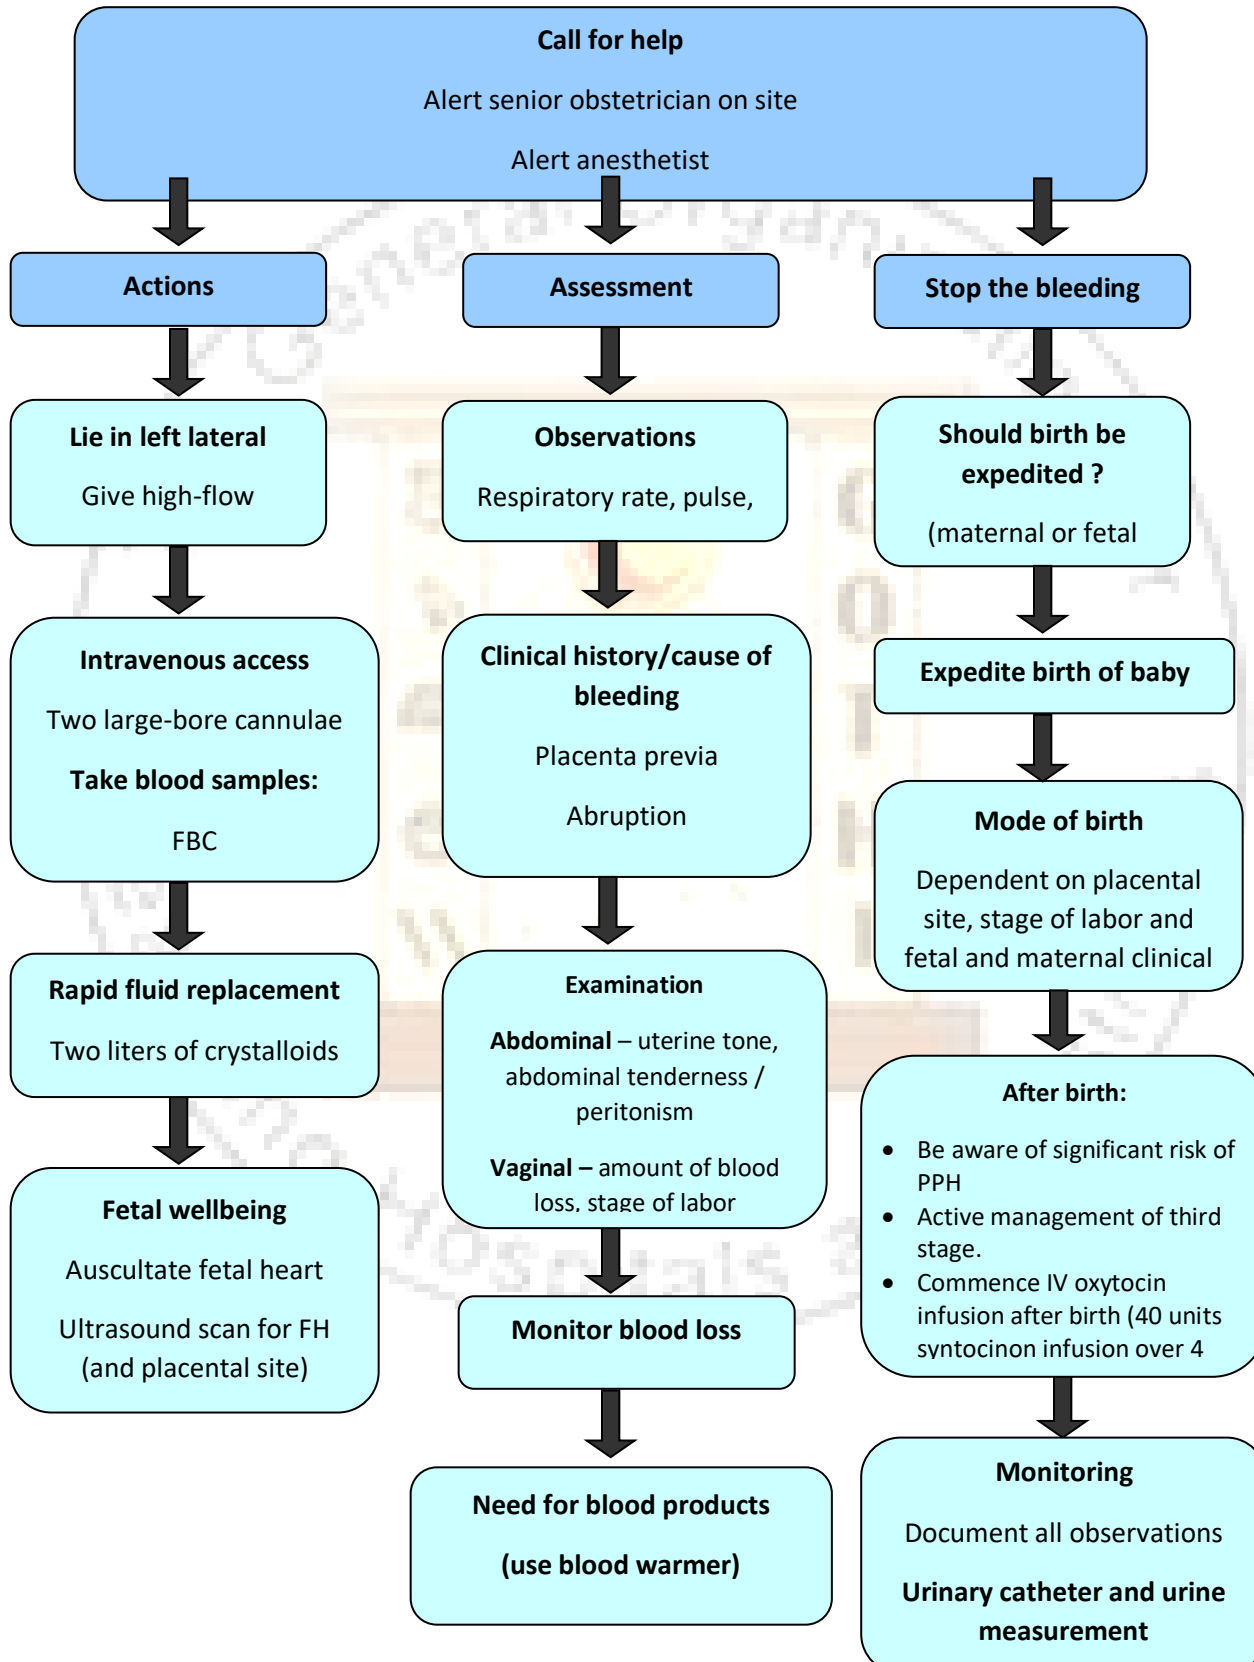 Call for help
Alert senior obstetrician on site
Alert anesthetist
Actions
Lie in left lateral
Give high-flow
Intravenous access
Two large-bore cannulae
Take blood samples:
FBC
Rapid fluid replacement
Two liters of crystalloids
Fetal wellbeing
Auscultate fetal heart
Ultrasound scan for FH
(and placental site)
Assessment
Observations
Respiratory rate, pulse,
Clinical history/cause of
bleeding
Placenta previa
Abruption
Examination
Abdominal – uterine tone,
abdominal tenderness /
peritonism
Vaginal – amount of blood
loss, stage of labor
Monitor blood loss
Need for blood products
(use blood warmer)
Stop the bleeding
Should birth be
expedited ?
(maternal or fetal
Expedite birth of baby
Mode of birth
Dependent on placental
site, stage of labor and
fetal and maternal clinical
After birth:
• Be aware of significant risk of
PPH
• Active management of third
stage.
• Commence IV oxytocin
infusion after birth (40 units
syntocinon infusion over 4
Monitoring
Document all observations
Urinary catheter and urine
measurement